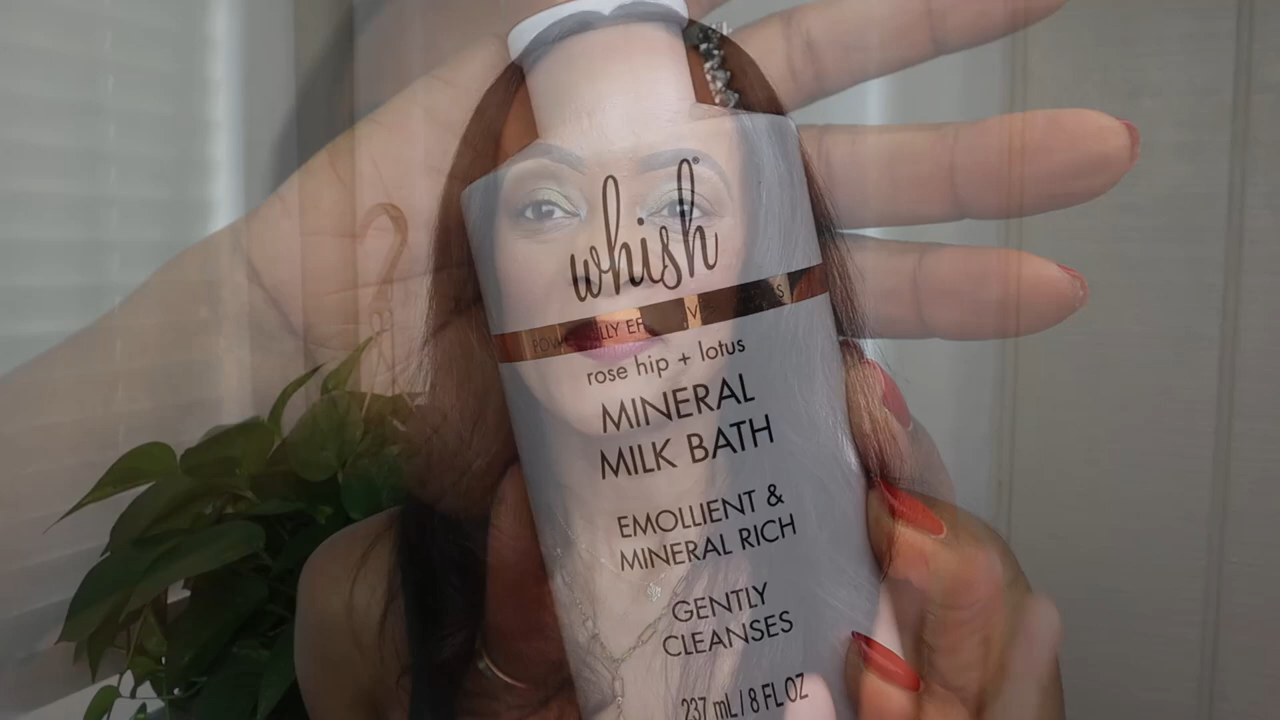 whish®
rose hip + lotus
MINERAL
MILK BATH
EMOLLIENT &
MINERAL RICH
GENTLY
CLEANSES
237 mL / 8 FL OZ